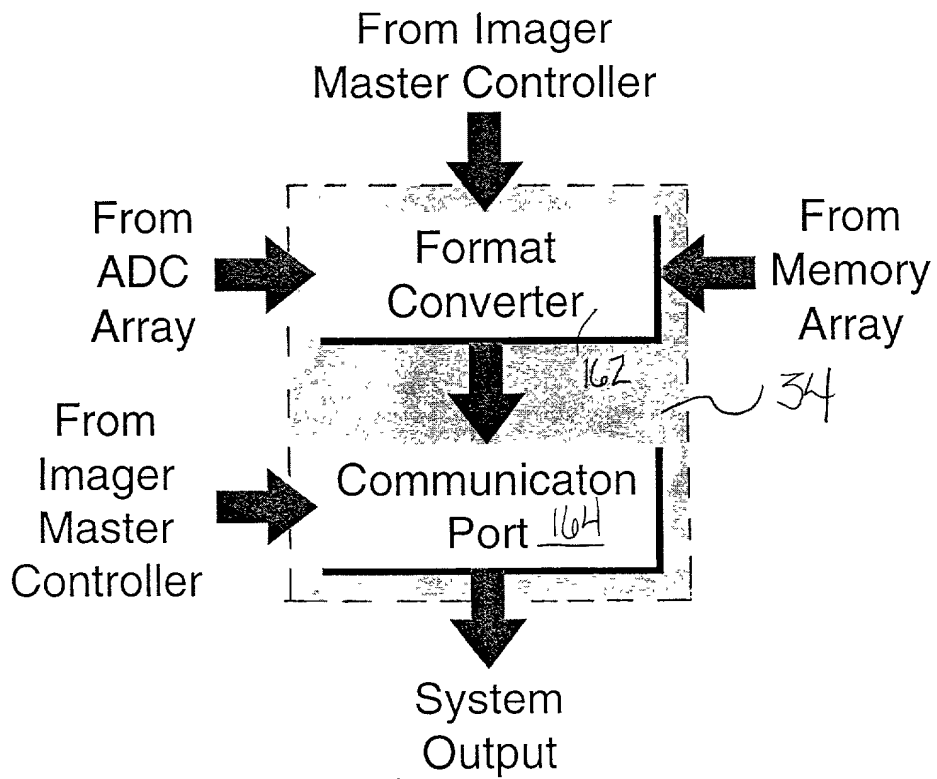 From Imager
Master Controller
From
ADC
Array
Format
Converter
162
From
Memory
Array
34
From
Imager
Master
Controller
Communicaton
Port 164
System
Output